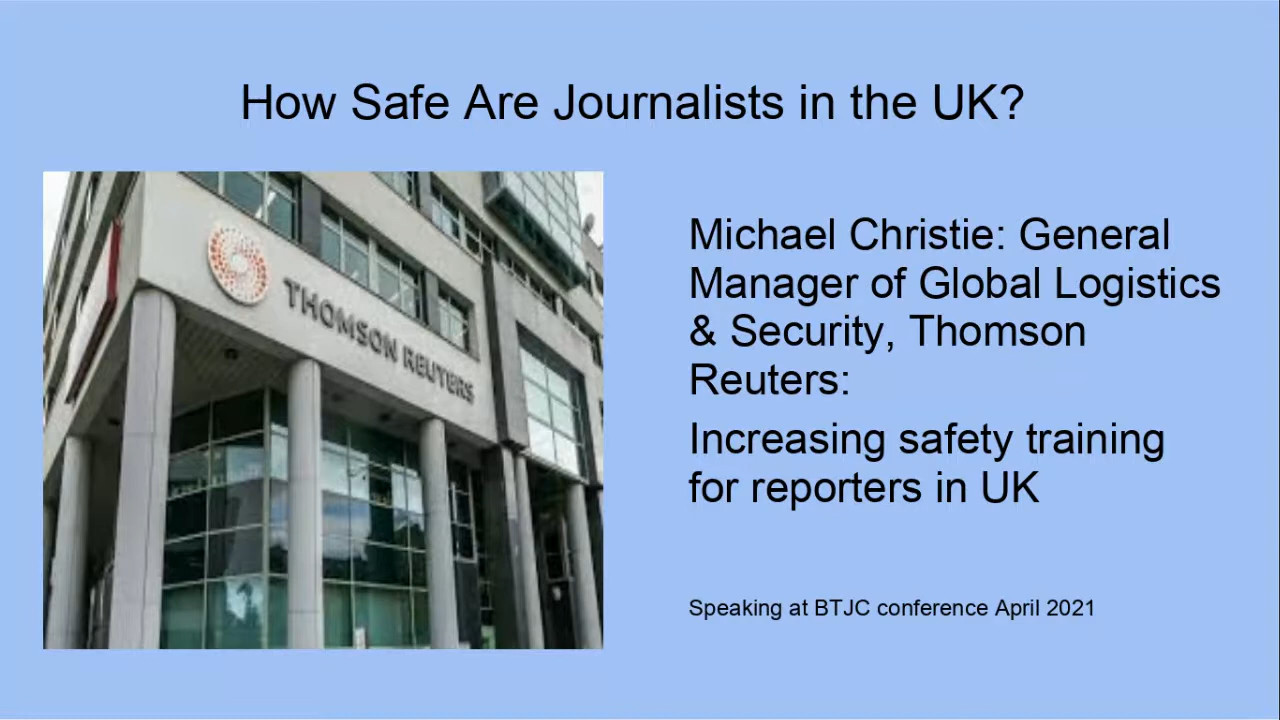 How Safe Are Journalists in the UK?
THOMSON REUTERS
Michael Christie: General
Manager of Global Logistics
& Security, Thomson
Reuters:
Increasing safety training
for reporters in UK
Speaking at BTJC conference April 2021